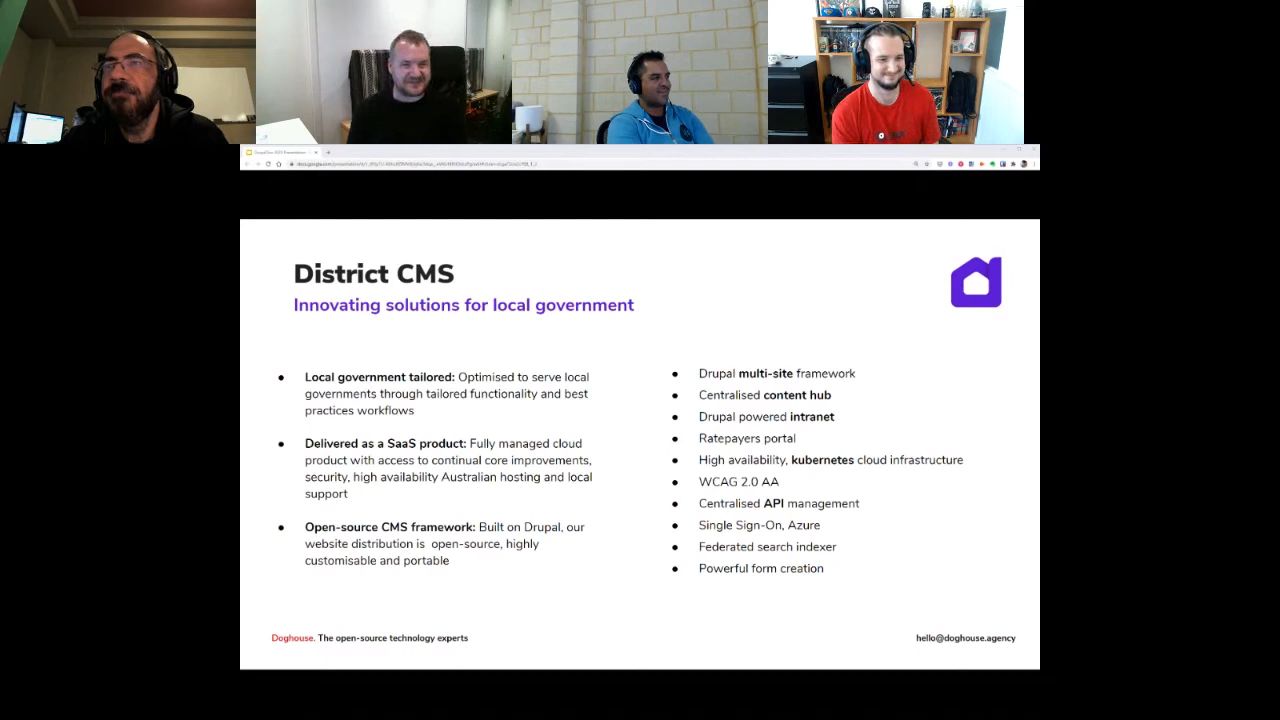 District CMS
Innovating solutions for local government
● Local government tailored: Optimised to serve local
governments through tailored functionality and best
practices workflows
● Delivered as a SaaS product: Fully managed cloud
product with access to continual core improvements,
security, high availability Australian hosting and local
support
● Open-source CMS framework: Built on Drupal, our
website distribution is  open-source, highly
customisable and portable
● Drupal multi-site framework
● Centralised content hub
● Drupal powered intranet
● Ratepayers portal
● High availability, kubernetes cloud infrastructure
● WCAG 2.0 AA
● Centralised API management
● Single Sign-On, Azure
● Federated search indexer
● Powerful form creation
Doghouse. The open-source technology experts
hello@doghouse.agency